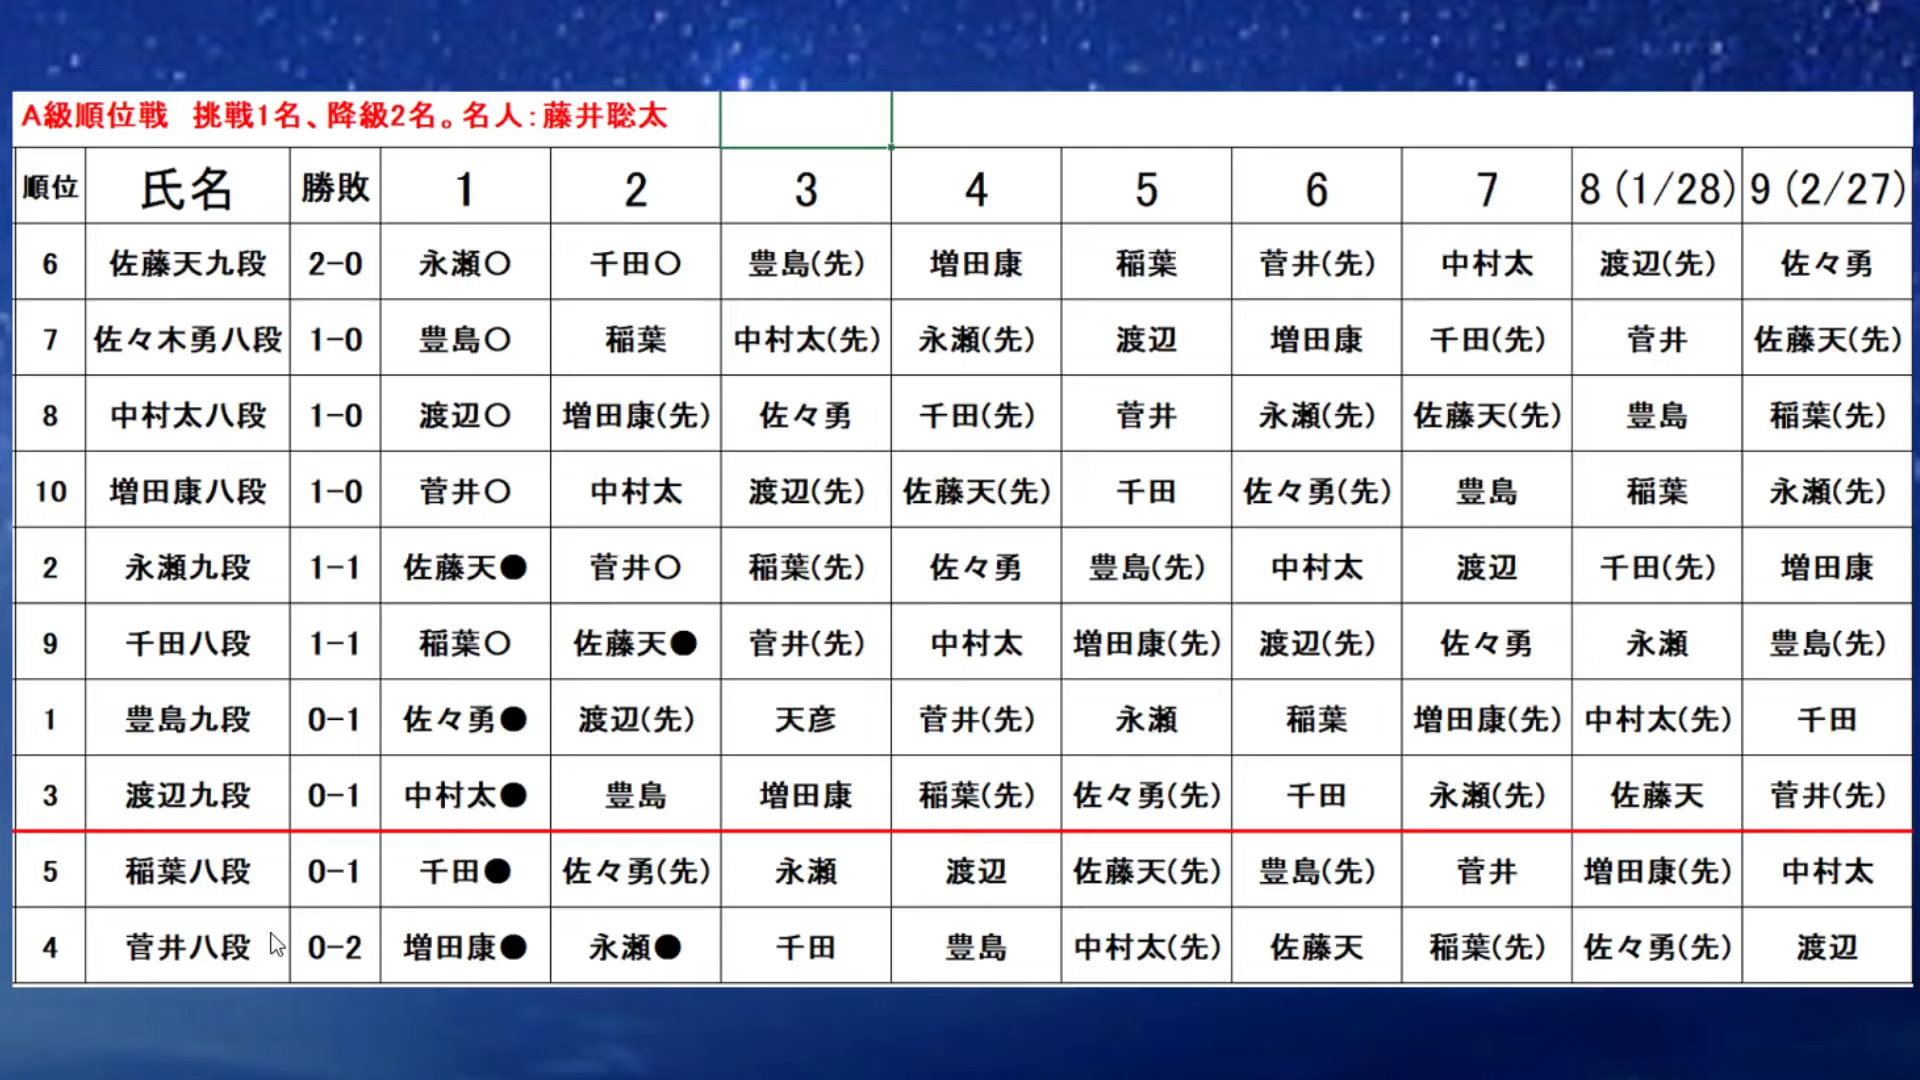 A級順位戦 挑戦1名、降級2名。名人：藤井聡太
順位 氏名 勝敗 1 2 3 4 5 6 7 8(1/28) 9(2/27)
6 佐藤天九段 2-0 永瀬○ 千田○ 豊島(先) 増田康 稲葉 菅井(先) 中村太 渡辺(先) 佐々勇
7 佐々木勇八段 1-0 豊島○ 稲葉 中村太(先) 永瀬(先) 渡辺 増田康 千田(先) 菅井 佐藤天(先)
8 中村太八段 1-0 渡辺○ 増田康(先) 佐々勇 千田(先) 菅井 永瀬(先) 佐藤天(先) 豊島 稲葉(先)
10 増田康八段 1-0 菅井○ 中村太 渡辺(先) 佐藤天(先) 千田 佐々勇(先) 豊島 稲葉 永瀬(先)
2 永瀬九段 1-1 佐藤天● 菅井○ 稲葉(先) 佐々勇 豊島(先) 中村太 渡辺 千田(先) 増田康
9 千田八段 1-1 稲葉○ 佐藤天● 菅井(先) 中村太 増田康(先) 渡辺(先) 佐々勇 永瀬 豊島(先)
1 豊島九段 0-1 佐々勇● 渡辺(先) 天彦 菅井(先) 永瀬 稲葉 増田康(先) 中村太(先) 千田
3 渡辺九段 0-1 中村太● 豊島 増田康 稲葉(先) 佐々勇(先) 千田 永瀬(先) 佐藤天 菅井(先)
5 稲葉八段 0-1 千田● 佐々勇(先) 永瀬 渡辺 佐藤天(先) 豊島(先) 菅井 増田康(先) 中村太
4 菅井八段 0-2 増田康● 永瀬● 千田 豊島 中村太(先) 佐藤天 稲葉(先) 佐々勇(先) 渡辺